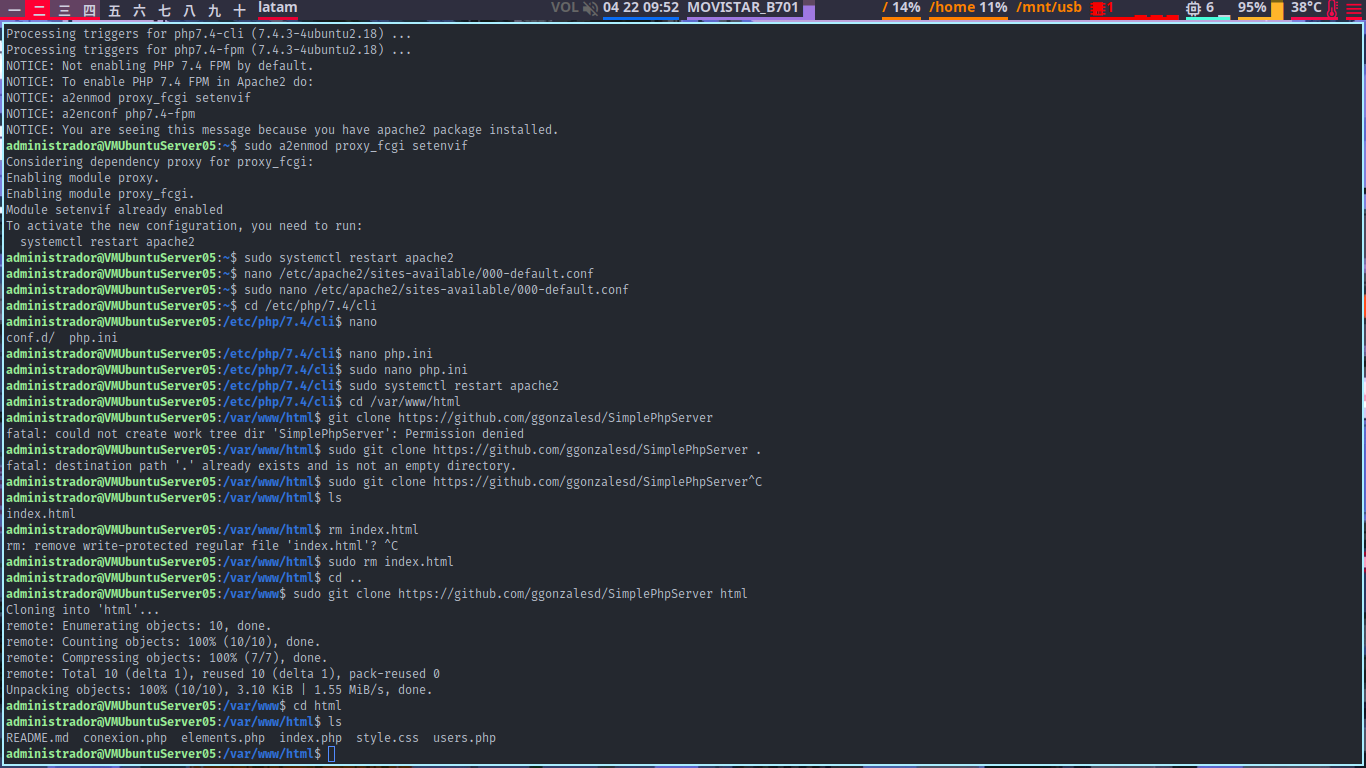 一 二 三 四 五 六 七 八 九 十 latam VOL 04 22 09:52 MOVISTAR_B701 / 14% /home 11% /mnt/usb 1 6 95% 38°C
Processing triggers for php7.4-cli (7.4.3-4ubuntu2.18) ...
Processing triggers for php7.4-fpm (7.4.3-4ubuntu2.18) ...
NOTICE: Not enabling PHP 7.4 FPM by default.
NOTICE: To enable PHP 7.4 FPM in Apache2 do:
NOTICE: a2enmod proxy_fcgi setenvif
NOTICE: a2enconf php7.4-fpm
NOTICE: You are seeing this message because you have apache2 package installed.
administrador@VMUbuntuServer05:~$ sudo a2enmod proxy_fcgi setenvif
Considering dependency proxy for proxy_fcgi:
Enabling module proxy.
Enabling module proxy_fcgi.
Module setenvif already enabled
To activate the new configuration, you need to run:
  systemctl restart apache2
administrador@VMUbuntuServer05:~$ sudo systemctl restart apache2
administrador@VMUbuntuServer05:~$ nano /etc/apache2/sites-available/000-default.conf
administrador@VMUbuntuServer05:~$ sudo nano /etc/apache2/sites-available/000-default.conf
administrador@VMUbuntuServer05:~$ cd /etc/php/7.4/cli
administrador@VMUbuntuServer05:/etc/php/7.4/cli$ nano
conf.d/  php.ini
administrador@VMUbuntuServer05:/etc/php/7.4/cli$ nano php.ini
administrador@VMUbuntuServer05:/etc/php/7.4/cli$ sudo nano php.ini
administrador@VMUbuntuServer05:/etc/php/7.4/cli$ sudo systemctl restart apache2
administrador@VMUbuntuServer05:/etc/php/7.4/cli$ cd /var/www/html
administrador@VMUbuntuServer05:/var/www/html$ git clone https://github.com/ggonzalesd/SimplePhpServer
fatal: could not create work tree dir 'SimplePhpServer': Permission denied
administrador@VMUbuntuServer05:/var/www/html$ sudo git clone https://github.com/ggonzalesd/SimplePhpServer .
fatal: destination path '.' already exists and is not an empty directory.
administrador@VMUbuntuServer05:/var/www/html$ sudo git clone https://github.com/ggonzalesd/SimplePhpServer^C
administrador@VMUbuntuServer05:/var/www/html$ ls
index.html
administrador@VMUbuntuServer05:/var/www/html$ rm index.html
rm: remove write-protected regular file 'index.html'? ^C
administrador@VMUbuntuServer05:/var/www/html$ sudo rm index.html
administrador@VMUbuntuServer05:/var/www/html$ cd ..
administrador@VMUbuntuServer05:/var/www$ sudo git clone https://github.com/ggonzalesd/SimplePhpServer html
Cloning into 'html'...
remote: Enumerating objects: 10, done.
remote: Counting objects: 100% (10/10), done.
remote: Compressing objects: 100% (7/7), done.
remote: Total 10 (delta 1), reused 10 (delta 1), pack-reused 0
Unpacking objects: 100% (10/10), 3.10 KiB | 1.55 MiB/s, done.
administrador@VMUbuntuServer05:/var/www$ cd html
administrador@VMUbuntuServer05:/var/www/html$ ls
README.md  conexion.php  elements.php  index.php  style.css  users.php
administrador@VMUbuntuServer05:/var/www/html$